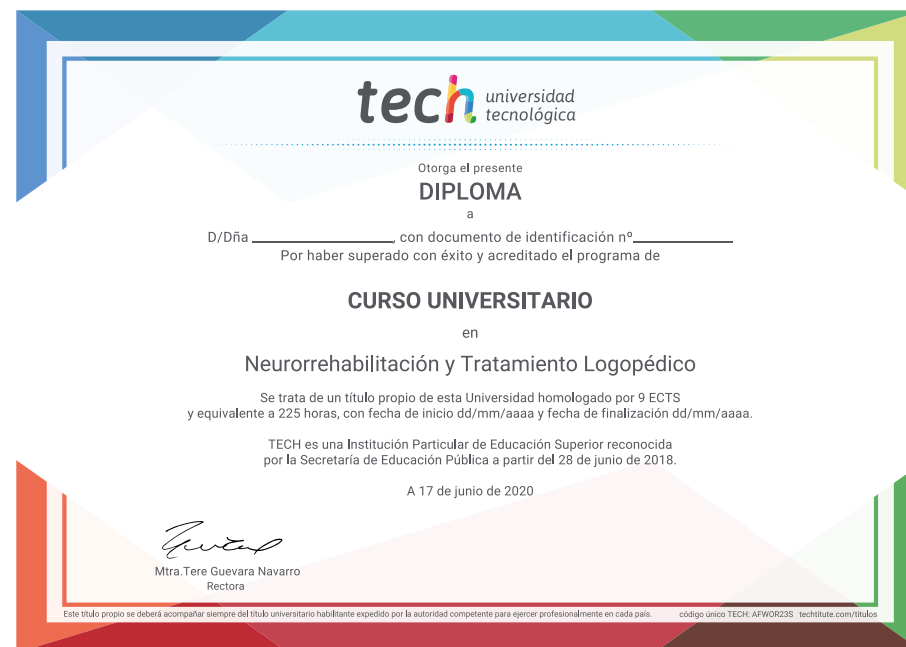 tech universidad
tecnológica
Otorga el presente
DIPLOMA
a
D/Dña ____________________, con documento de identificación nº______________
Por haber superado con éxito y acreditado el programa de
CURSO UNIVERSITARIO
en
Neurorrehabilitación y Tratamiento Logopédico
Se trata de un título propio de esta Universidad homologado por 9 ECTS
y equivalente a 225 horas, con fecha de inicio dd/mm/aaaa y fecha de finalización dd/mm/aaaa.
TECH es una Institución Particular de Educación Superior reconocida
por la Secretaría de Educación Pública a partir del 28 de junio de 2018.
A 17 de junio de 2020
Mtra.Tere Guevara Navarro
Rectora
Este título propio se deberá acompañar siempre del título universitario habilitante expedido por la autoridad competente para ejercer profesionalmente en cada país. código único TECH: AFWOR23S techtitute.com/titulos